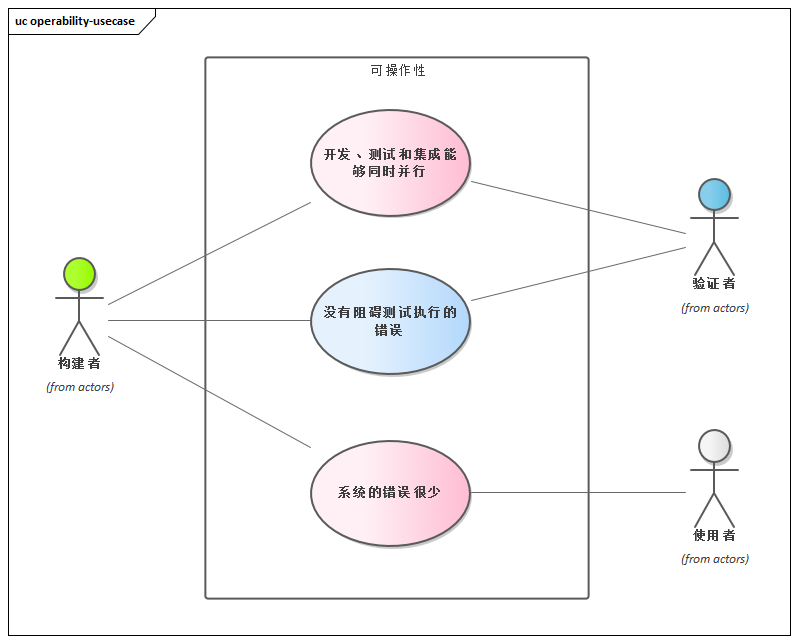 uc operability-usecase
可操作性
开发、测试和集成能
够同时并行
没有阻碍测试执行的
错误
系统的错误很少
构建者
(from actors)
验证者
(from actors)
使用者
(from actors)